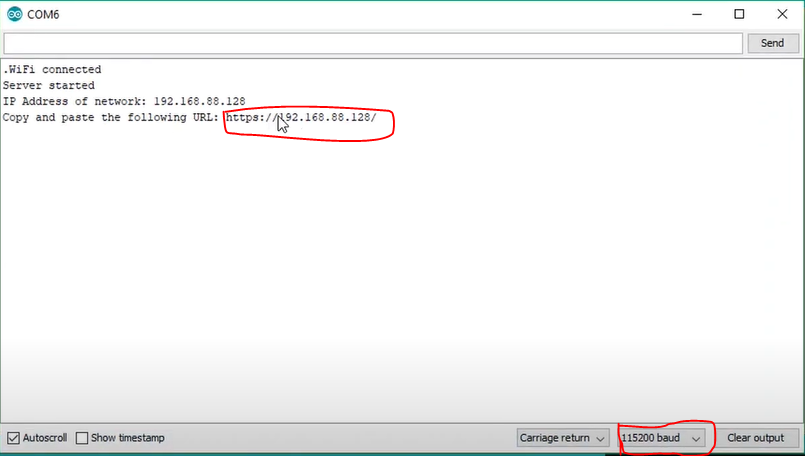 COM6
Send
.WiFi connected
Server started
IP Address of network: 192.168.88.128
Copy and paste the following URL: https://192.168.88.128/
Autoscroll Show timestamp Carriage return 115200 baud Clear output